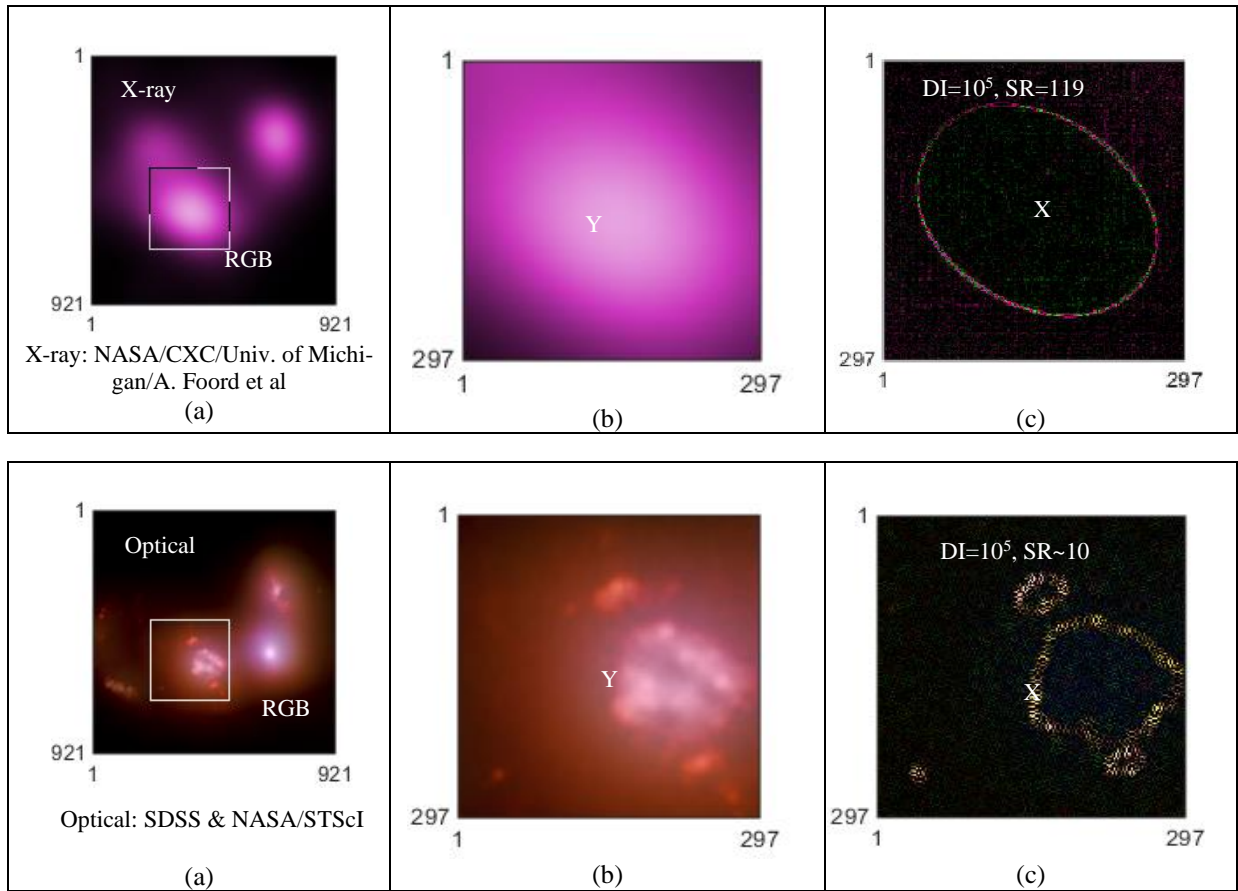 1
X-ray
RGB
921
1
921
X-ray: NASA/CXC/Univ. of Michi-
gan/A. Foord et al
(a)
1
Y
297
1
297
(b)
1
DI=10⁵, SR=119
X
297
1
297
(c)
1
Optical
RGB
921
1
921
Optical: SDSS & NASA/STScI
(a)
1
Y
297
1
297
(b)
1
DI=10⁵, SR~10
X
297
1
297
(c)